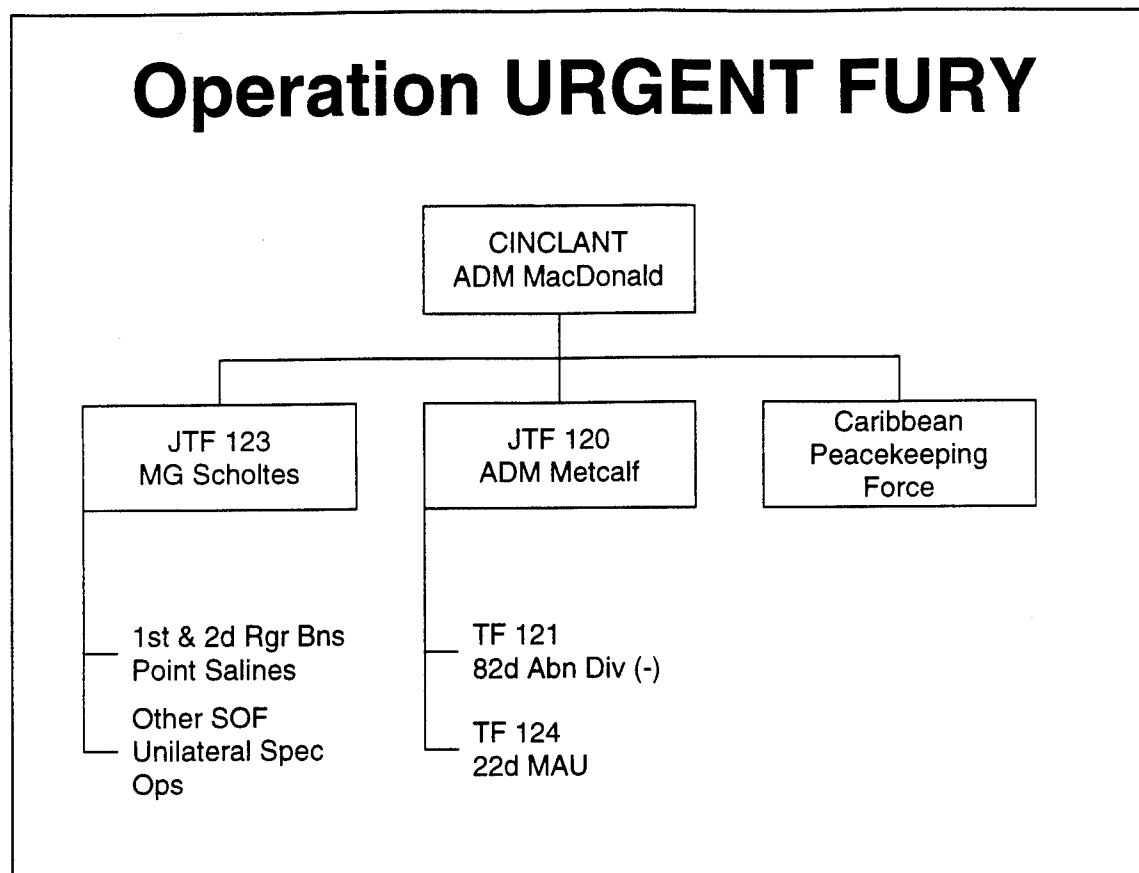 Operation URGENT FURY
CINCLANT
ADM MacDonald
JTF 123
MG Scholtes
JTF 120
ADM Metcalf
Caribbean
Peacekeeping
Force
1st & 2d Rgr Bns
Point Salines
Other SOF
Unilateral Spec
Ops
TF 121
82d Abn Div (-)
TF 124
22d MAU